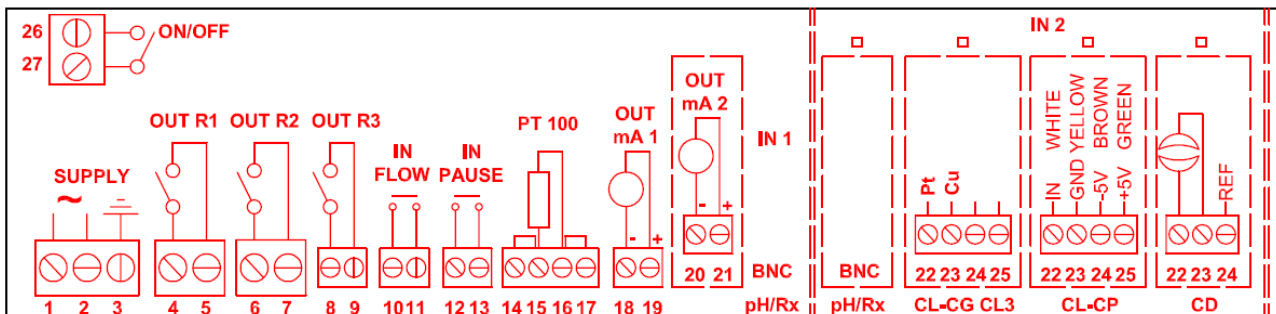 26
27
ON/OFF
SUPPLY
~
1 2 3
OUT R1
4 5
OUT R2
6 7
OUT R3
8 9
IN
FLOW
10 11
IN
PAUSE
12 13
PT 100
14 15 16 17
OUT
mA 1
- +
18 19
OUT
mA 2
- +
20 21
IN 1
BNC
pH/Rx
IN 2
BNC
pH/Rx
Pt
Cu
22 23 24 25
CL-CG CL3
IN WHITE
GND YELLOW
-5V BROWN
+5V GREEN
22 23 24 25
CL-CP
REF
22 23 24
CD